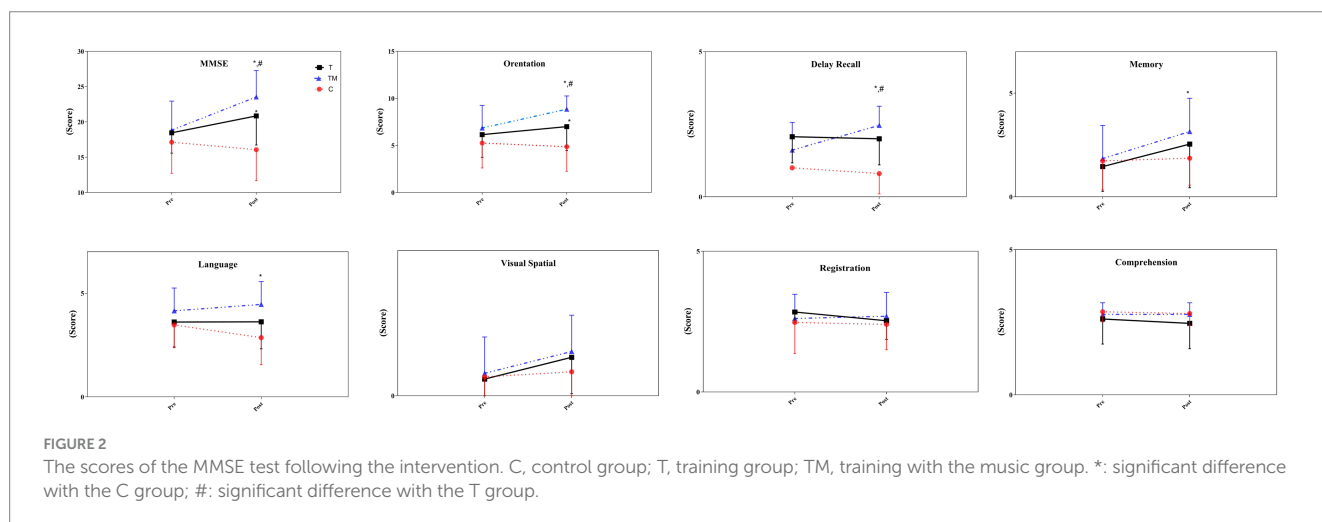 MMSE
30
25
20
15
10
(Score)
Pre
Post
*,#
*
T
TM
C
Orentation
15
10
5
0
(Score)
Pre
Post
*,#
*
Delay Recall
5
0
(Score)
Pre
Post
*,#
Memory
5
0
(Score)
Pre
Post
*
Language
5
0
(Score)
Pre
Post
*
Visual Spatial
0
(Score)
Pre
Post
Registration
5
0
(Score)
Pre
Post
Comprehension
5
0
(Score)
Pre
Post
FIGURE 2
The scores of the MMSE test following the intervention. C, control group; T, training group; TM, training with the music group. *: significant difference
with the C group; #: significant difference with the T group.